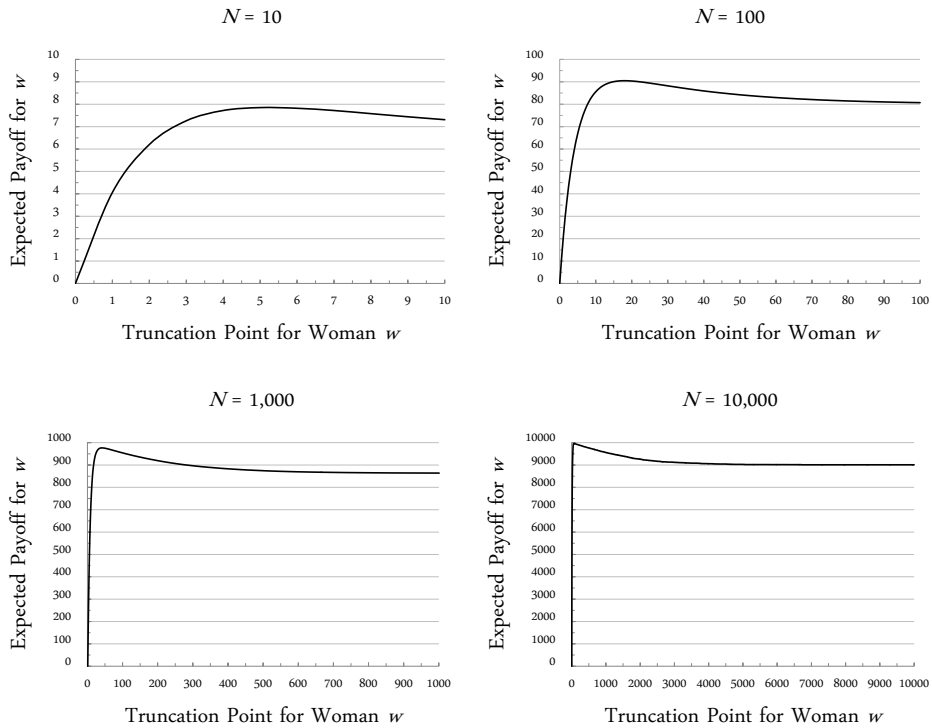 N = 10
Expected Payoff for w
10
9
8
7
6
5
4
3
2
1
0
0 1 2 3 4 5 6 7 8 9 10
Truncation Point for Woman w
N = 100
Expected Payoff for w
100
90
80
70
60
50
40
30
20
10
0
0 10 20 30 40 50 60 70 80 90 100
Truncation Point for Woman w
N = 1,000
Expected Payoff for w
1000
900
800
700
600
500
400
300
200
100
0
0 100 200 300 400 500 600 700 800 900 1000
Truncation Point for Woman w
N = 10,000
Expected Payoff for w
10000
9000
8000
7000
6000
5000
4000
3000
2000
1000
0
0 1000 2000 3000 4000 5000 6000 7000 8000 9000 10000
Truncation Point for Woman w